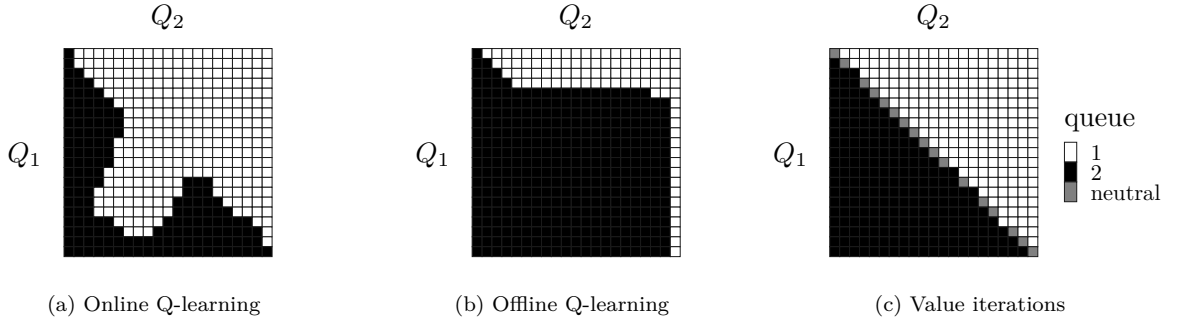 Q2 Q2 Q2
Q1 Q1 Q1
queue
1
2
neutral
(a) Online Q-learning
(b) Offline Q-learning
(c) Value iterations